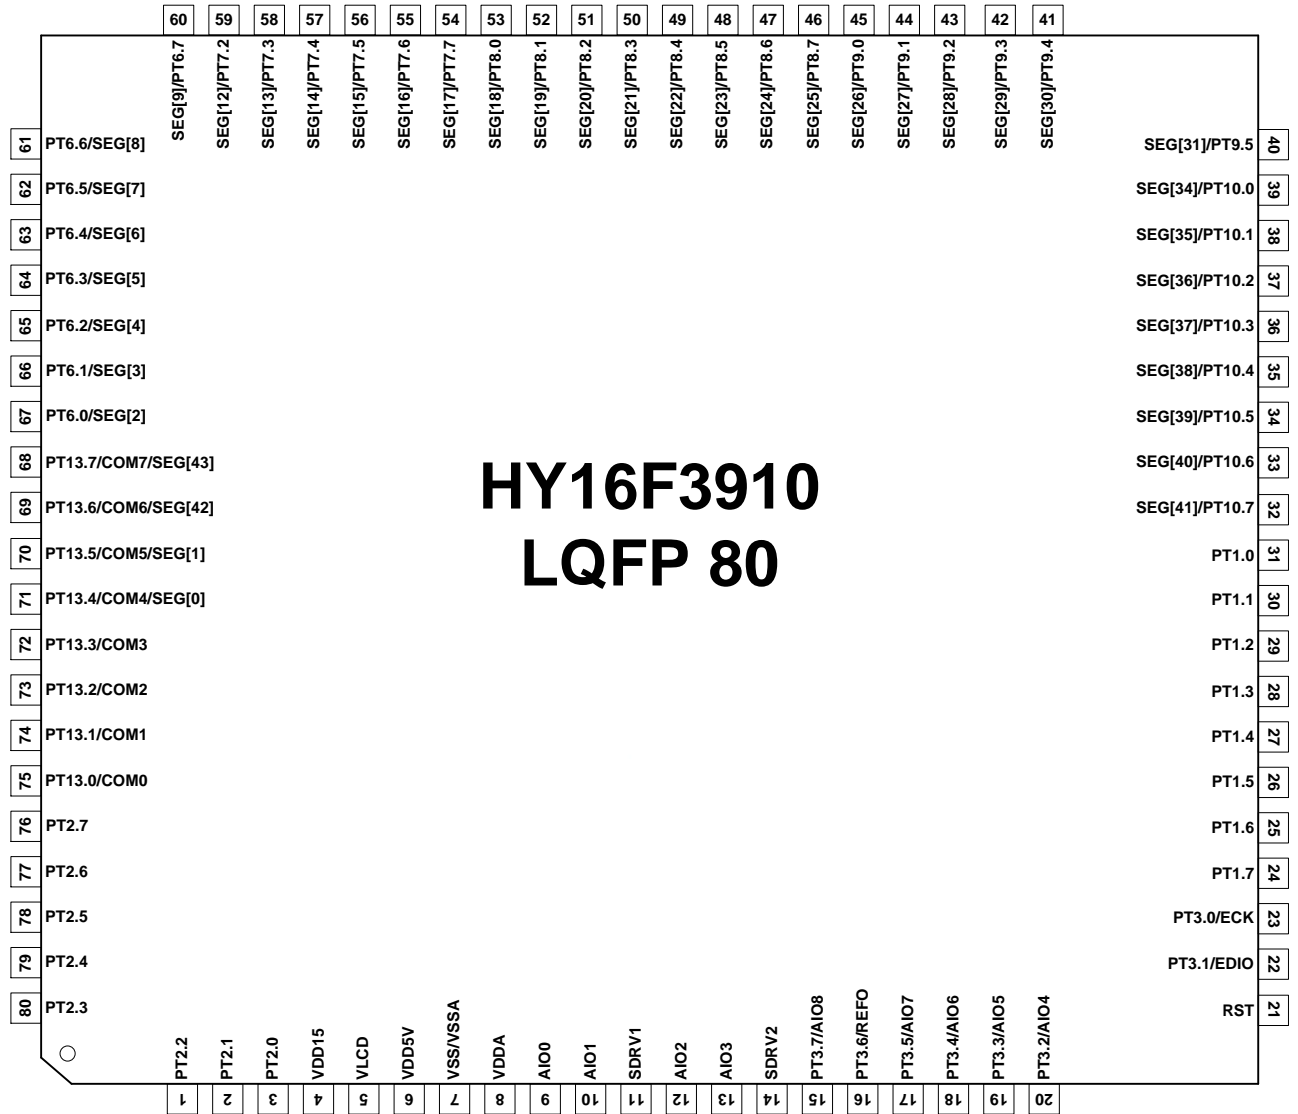 60 59 58 57 56 55 54 53 52 51 50 49 48 47 46 45 44 43 42 41
SEG[9]/PT6.7
SEG[12]/PT7.2
SEG[13]/PT7.3
SEG[14]/PT7.4
SEG[15]/PT7.5
SEG[16]/PT7.6
SEG[17]/PT7.7
SEG[18]/PT8.0
SEG[19]/PT8.1
SEG[20]/PT8.2
SEG[21]/PT8.3
SEG[22]/PT8.4
SEG[23]/PT8.5
SEG[24]/PT8.6
SEG[25]/PT8.7
SEG[26]/PT9.0
SEG[27]/PT9.1
SEG[28]/PT9.2
SEG[29]/PT9.3
SEG[30]/PT9.4
61 PT6.6/SEG[8]
62 PT6.5/SEG[7]
63 PT6.4/SEG[6]
64 PT6.3/SEG[5]
65 PT6.2/SEG[4]
66 PT6.1/SEG[3]
67 PT6.0/SEG[2]
68 PT13.7/COM7/SEG[43]
69 PT13.6/COM6/SEG[42]
70 PT13.5/COM5/SEG[1]
71 PT13.4/COM4/SEG[0]
72 PT13.3/COM3
73 PT13.2/COM2
74 PT13.1/COM1
75 PT13.0/COM0
76 PT2.7
77 PT2.6
78 PT2.5
79 PT2.4
80 PT2.3
HY16F3910
LQFP 80
SEG[31]/PT9.5 40
SEG[34]/PT10.0 39
SEG[35]/PT10.1 38
SEG[36]/PT10.2 37
SEG[37]/PT10.3 36
SEG[38]/PT10.4 35
SEG[39]/PT10.5 34
SEG[40]/PT10.6 33
SEG[41]/PT10.7 32
PT1.0 31
PT1.1 30
PT1.2 29
PT1.3 28
PT1.4 27
PT1.5 26
PT1.6 25
PT1.7 24
PT3.0/ECK 23
PT3.1/EDIO 22
RST 21
PT2.2
PT2.1
PT2.0
VDD15
VLCD
VDD5V
VSS/VSSA
VDDA
AIO0
AIO1
SDRV1
AIO2
AIO3
SDRV2
PT3.7/AIO8
PT3.6/REFO
PT3.5/AIO7
PT3.4/AIO6
PT3.3/AIO5
PT3.2/AIO4
1 2 3 4 5 6 7 8 9 10 11 12 13 14 15 16 17 18 19 20